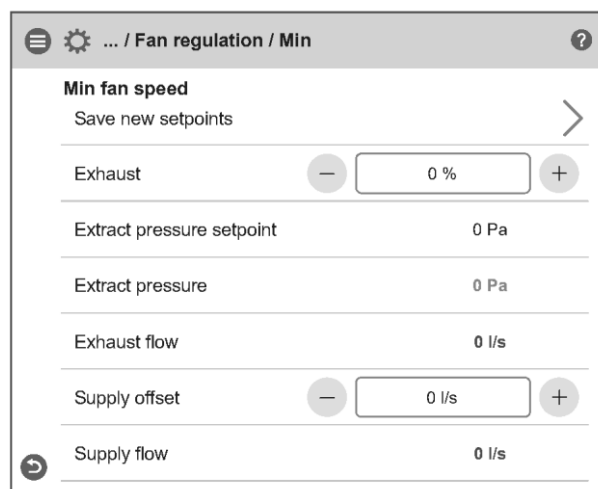 ... / Fan regulation / Min ?
Min fan speed
Save new setpoints
Exhaust − 0 % +
Extract pressure setpoint 0 Pa
Extract pressure 0 Pa
Exhaust flow 0 l/s
Supply offset − 0 l/s +
Supply flow 0 l/s